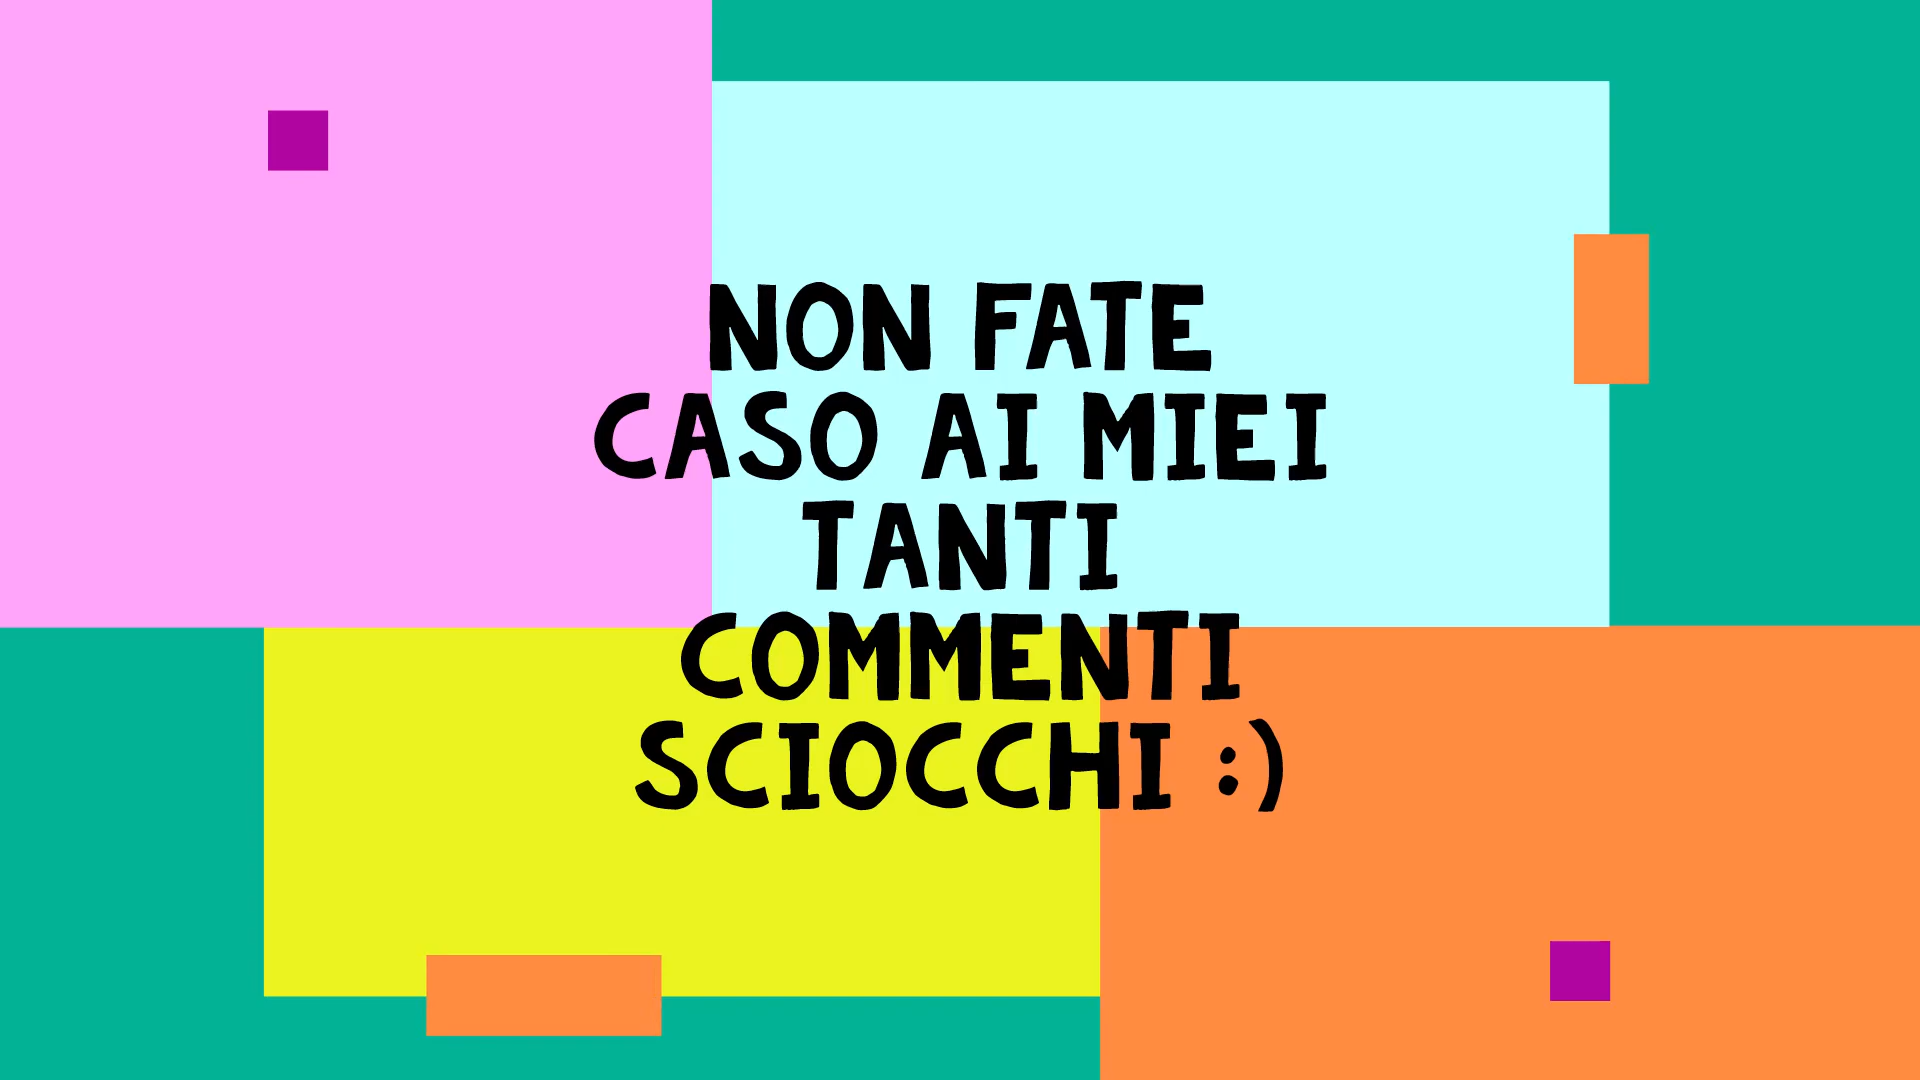 NON FATE
CASO AI MIEI
TANTI
COMMENTI
SCIOCCHI :)